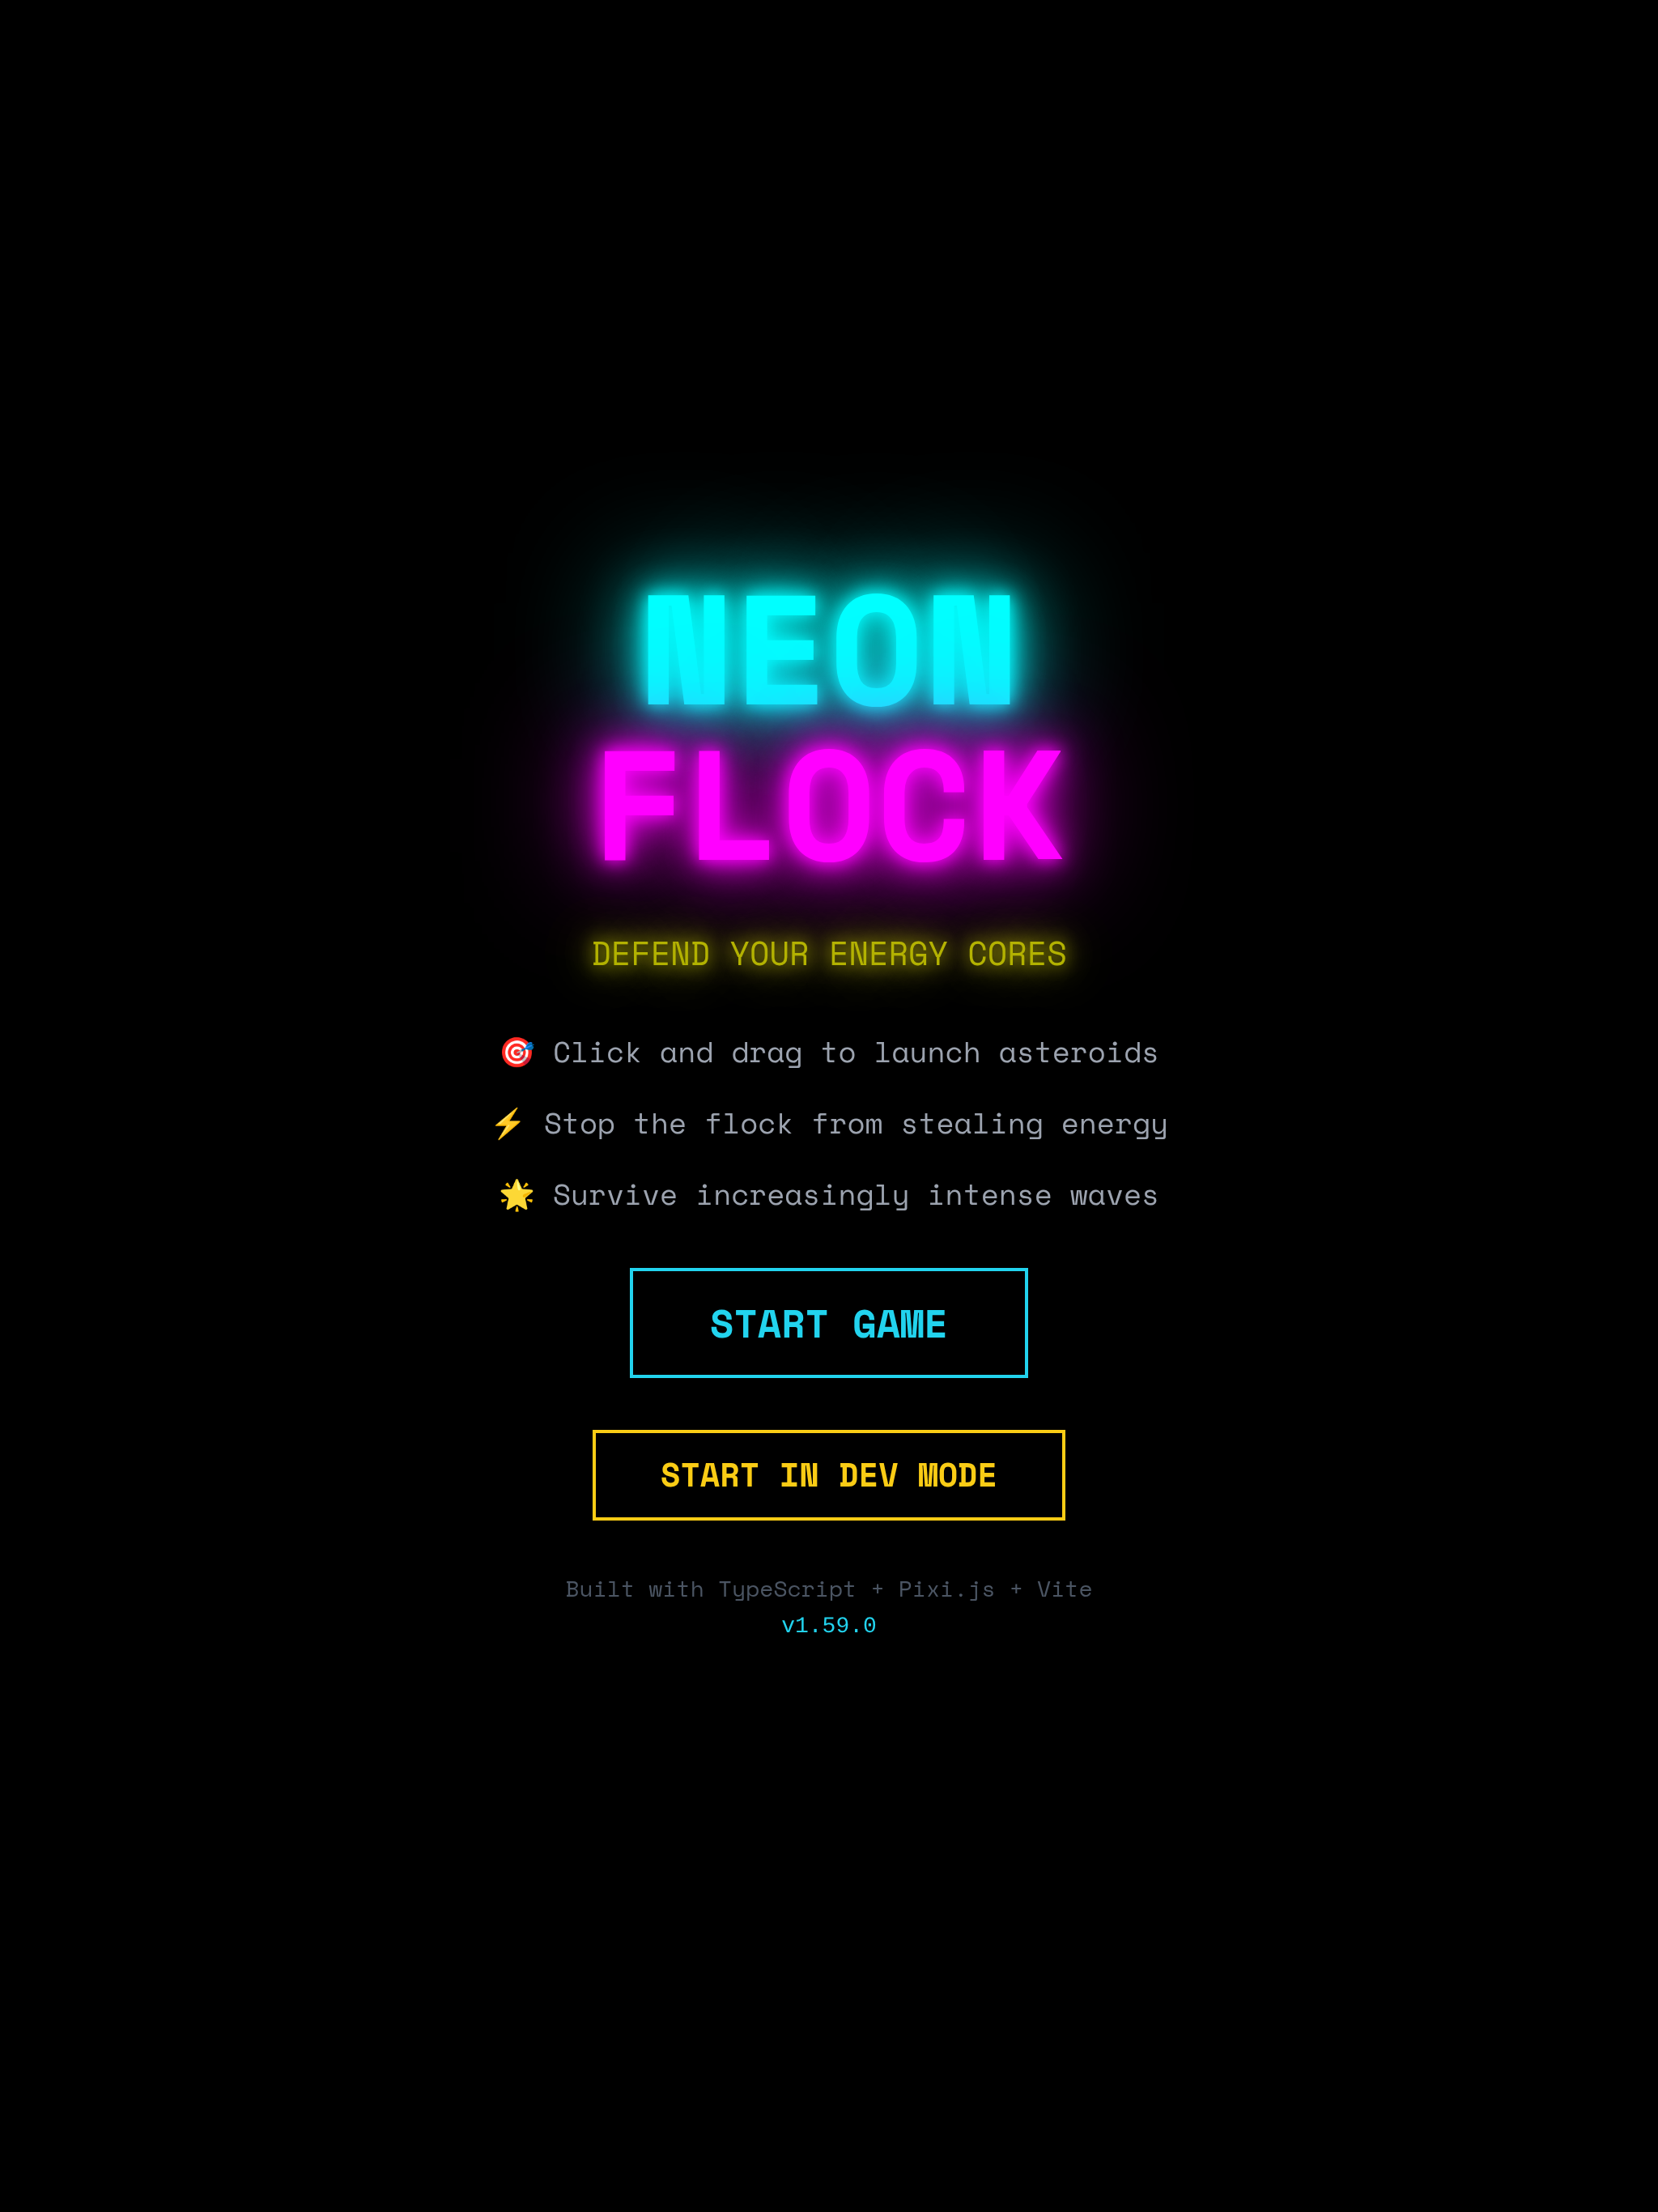 NEON
FLOCK
DEFEND YOUR ENERGY CORES
🎯 Click and drag to launch asteroids
⚡ Stop the flock from stealing energy
🌟 Survive increasingly intense waves
START GAME
START IN DEV MODE
Built with TypeScript + Pixi.js + Vite
v1.59.0